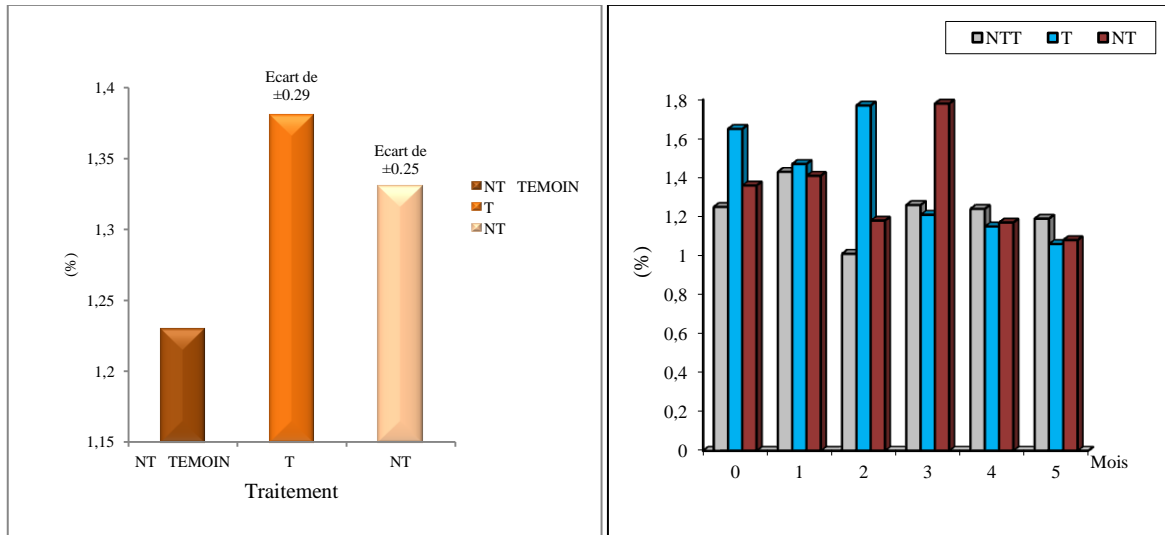 Ecart de
±0.29
Ecart de
±0.25
1,4
1,35
1,3
1,25
1,2
1,15
(%)
NT TEMOIN
T
NT
NT TEMOIN T NT
Traitement
NTT T NT
1,8
1,6
1,4
1,2
1
0,8
0,6
0,4
0,2
0
(%)
0 1 2 3 4 5
Mois